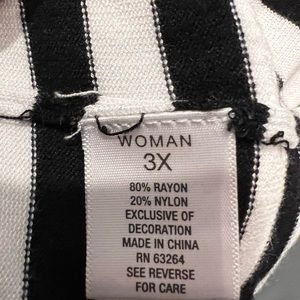 WOMAN
3X
80% RAYON
20% NYLON
EXCLUSIVE OF
DECORATION
MADE IN CHINA
RN 63264
SEE REVERSE
FOR CARE